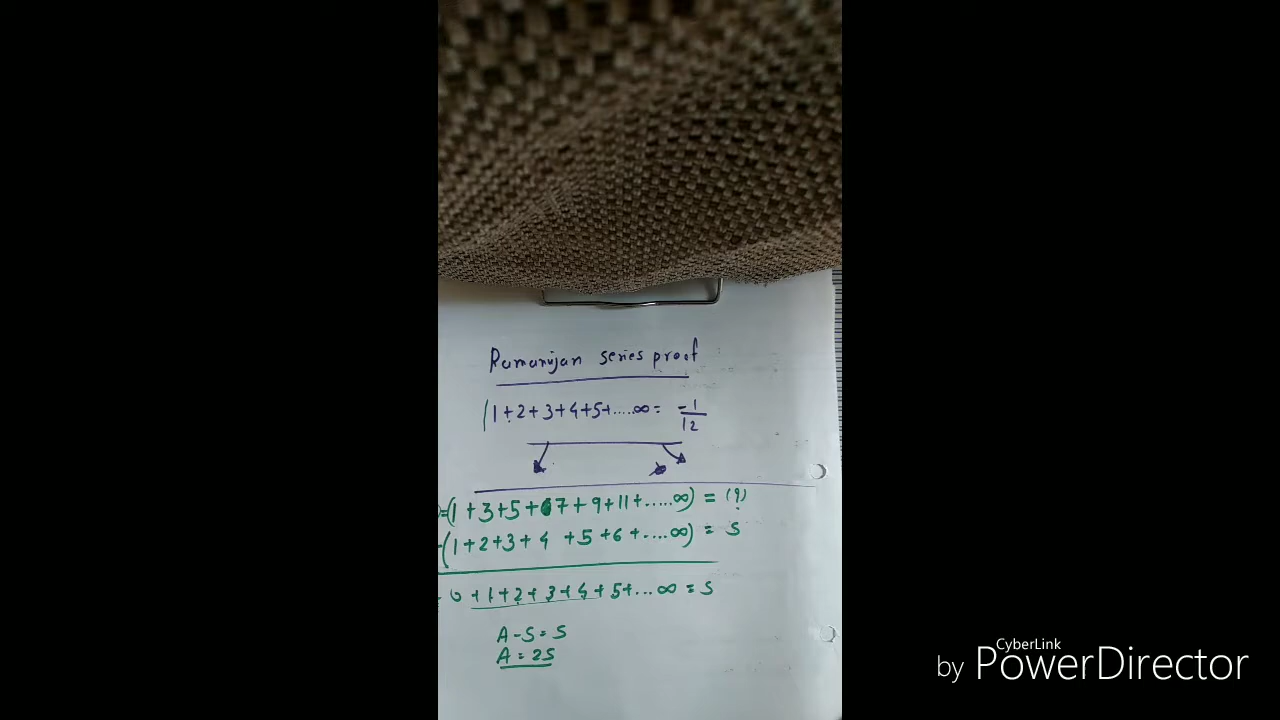 Ramanujan series proof
1+2+3+4+5+.....∞ = -1/12
=(1+3+5+7+9+11+.....∞) = (?)
-(1+2+3+4+5+6+....∞) = S
0+1+2+3+4+5+...∞ = S
A-S=S
A=2S
CyberLink
by PowerDirector